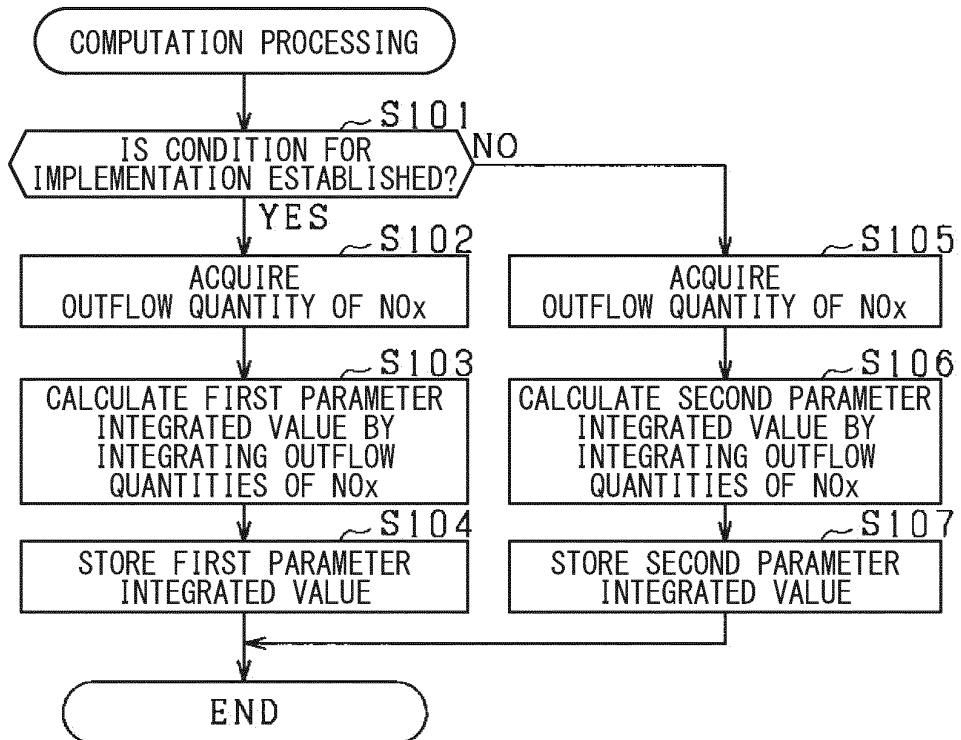 COMPUTATION PROCESSING
S101
IS CONDITION FOR
IMPLEMENTATION ESTABLISHED?
NO
YES
S102
ACQUIRE
OUTFLOW QUANTITY OF NOx
S103
CALCULATE FIRST PARAMETER
INTEGRATED VALUE BY
INTEGRATING OUTFLOW
QUANTITIES OF NOx
S104
STORE FIRST PARAMETER
INTEGRATED VALUE
S105
ACQUIRE
OUTFLOW QUANTITY OF NOx
S106
CALCULATE SECOND PARAMETER
INTEGRATED VALUE BY
INTEGRATING OUTFLOW
QUANTITIES OF NOx
S107
STORE SECOND PARAMETER
INTEGRATED VALUE
END